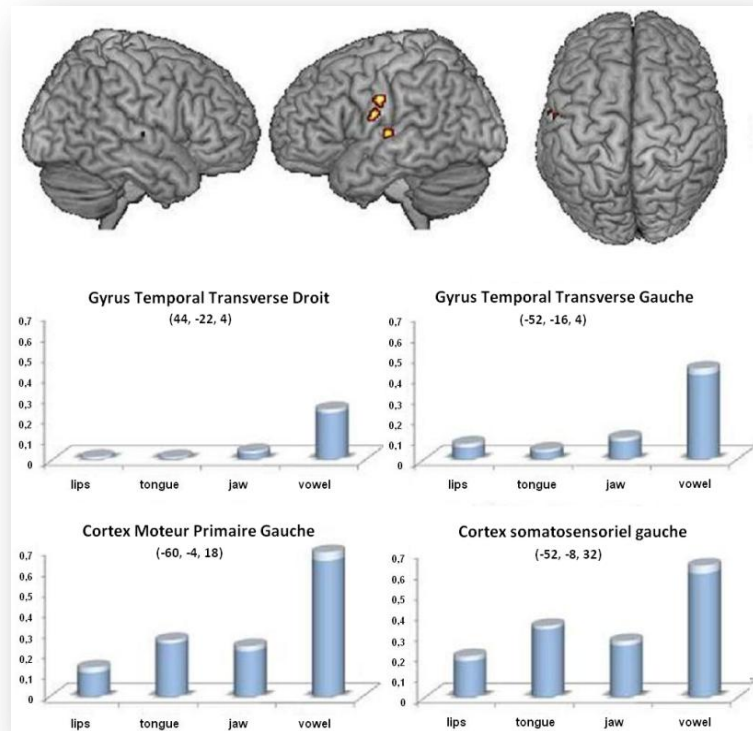 Gyrus Temporal Transverse Droit
(44, -22, 4)
0,7
0,6
0,5
0,4
0,3
0,2
0,1
0
lips tongue jaw vowel
Gyrus Temporal Transverse Gauche
(-52, -16, 4)
0,7
0,6
0,5
0,4
0,3
0,2
0,1
0
lips tongue jaw vowel
Cortex Moteur Primaire Gauche
(-60, -4, 18)
0,7
0,6
0,5
0,4
0,3
0,2
0,1
0
lips tongue jaw vowel
Cortex somatosensoriel gauche
(-52, -8, 32)
0,7
0,6
0,5
0,4
0,3
0,2
0,1
0
lips tongue jaw vowel